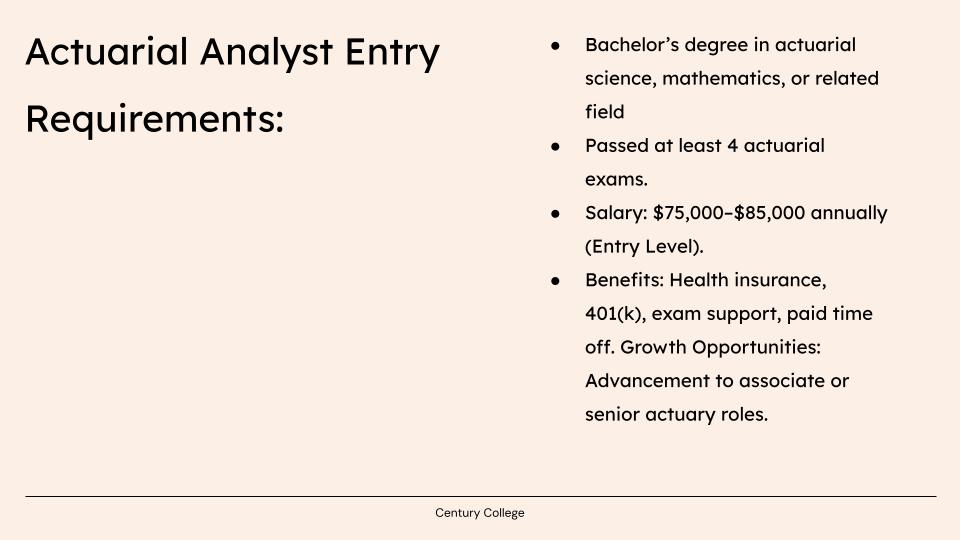 Actuarial Analyst Entry
Requirements:
● Bachelor’s degree in actuarial
science, mathematics, or related
field
● Passed at least 4 actuarial
exams.
● Salary: $75,000–$85,000 annually
(Entry Level).
● Benefits: Health insurance,
401(k), exam support, paid time
off. Growth Opportunities:
Advancement to associate or
senior actuary roles.
Century College